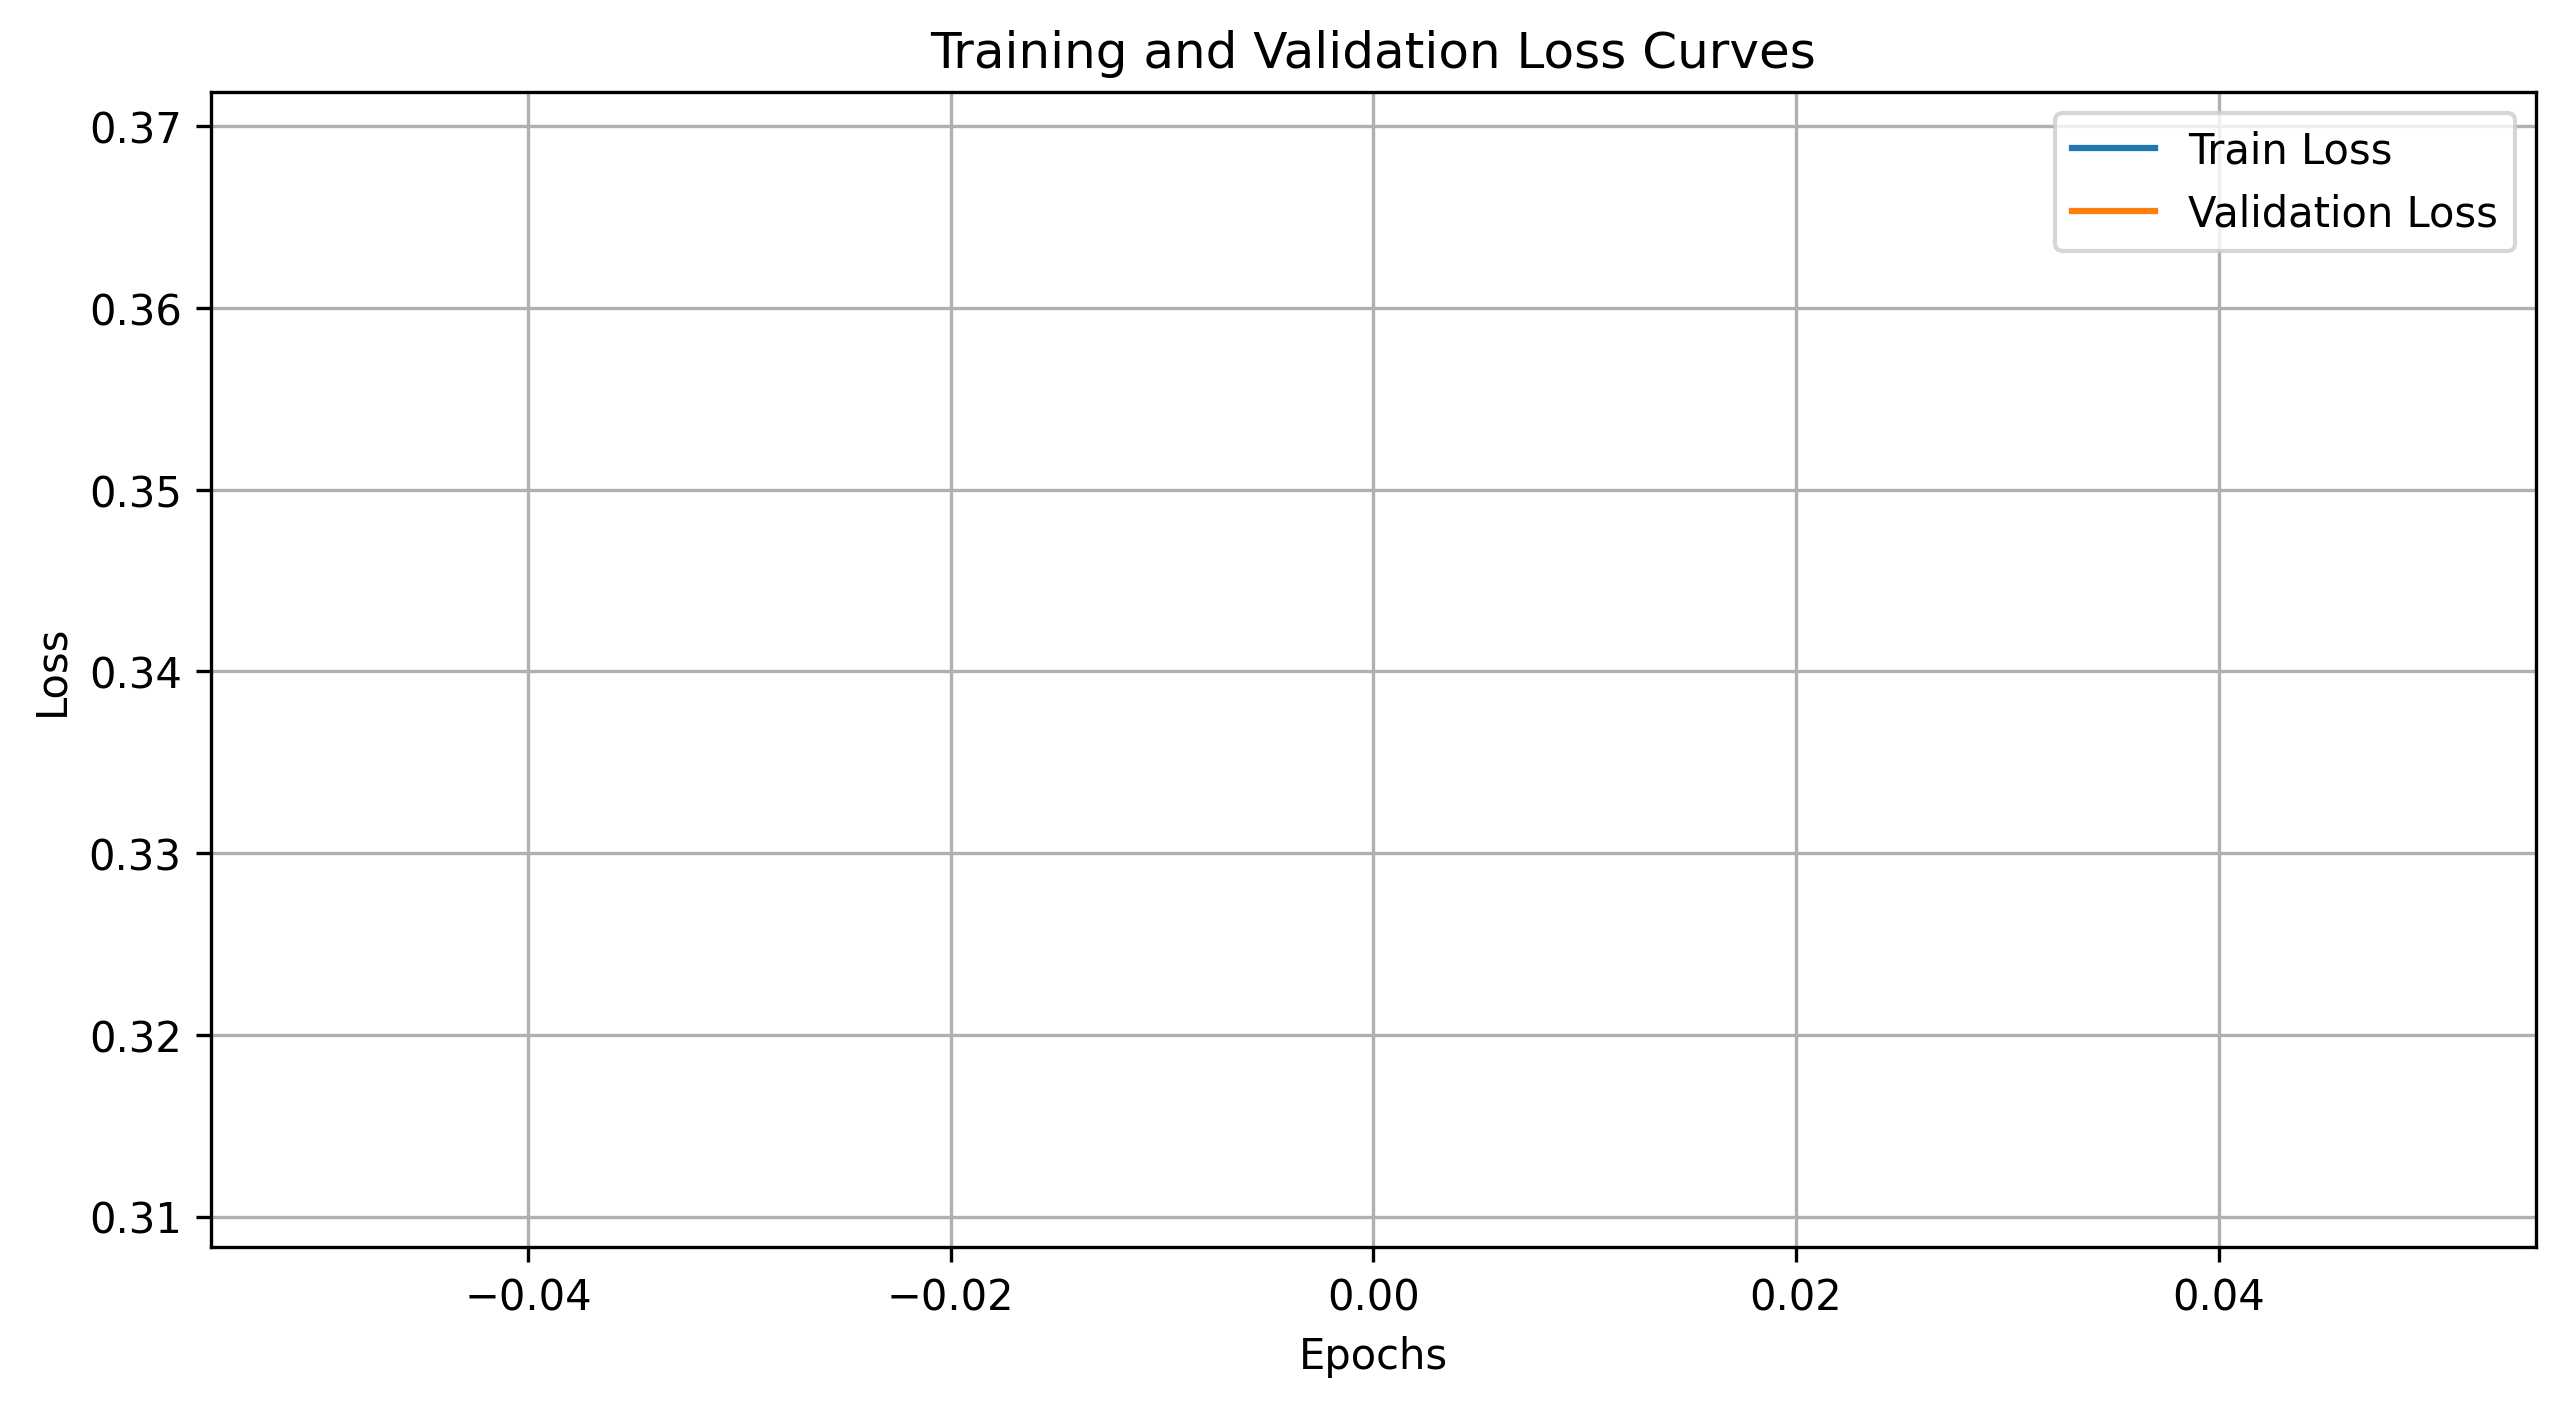 Training and Validation Loss Curves
Train Loss
Validation Loss
0.37
0.36
0.35
0.34
0.33
0.32
0.31
Loss
−0.04
−0.02
0.00
0.02
0.04
Epochs